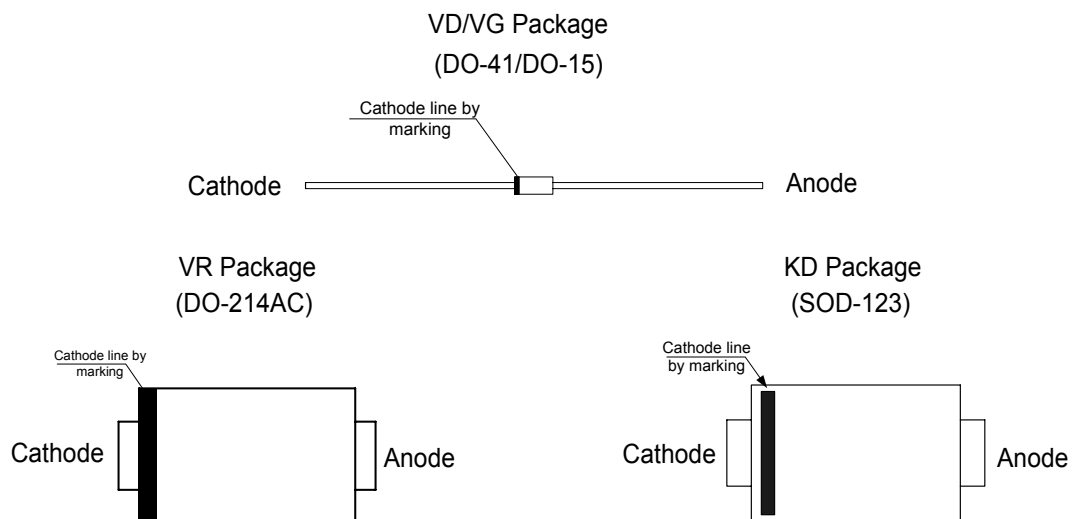 VD/VG Package
(DO-41/DO-15)
Cathode line by
marking
Cathode
Anode
VR Package
(DO-214AC)
Cathode line by
marking
Cathode
Anode
KD Package
(SOD-123)
Cathode line
by marking
Cathode
Anode